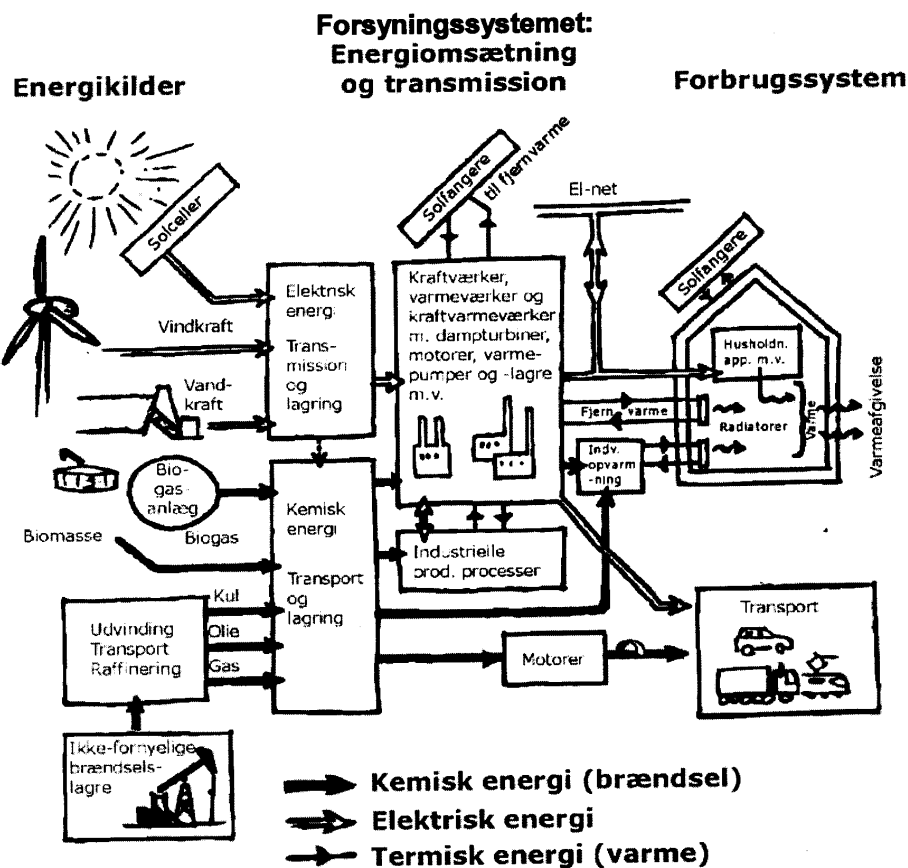 Forsyningssystemet:
Energiomsætning
og transmission
Energikilder
Forbrugssystem
Solceller
Solfangere
til fjernvarme
El-net
Solfangere
Elektrisk
energi
Trans-
mission
og
lagring
Kraftværker,
varmeværker og
kraftvarmeværker
m. dampturbiner,
motorer, varme-
pumper og -lagre
m.v.
Vindkraft
Vand-
kraft
Husholdn.
app. m.v.
Fjern varme
Radiatorer
Varme
Varmeafgivelse
Indv.
opvarm
-ning
Bio-
gas-
anlæg
Biogas
Biomasse
Kemisk
energi
Transport
og
lagring
Industrielle
prod. processer
Udvinding
Transport
Raffinering
Kul
Olie
Gas
Motorer
Transport
Ikke-fornyelige
brændsels-
lagre
Kemisk energi (brændsel)
Elektrisk energi
Termisk energi (varme)